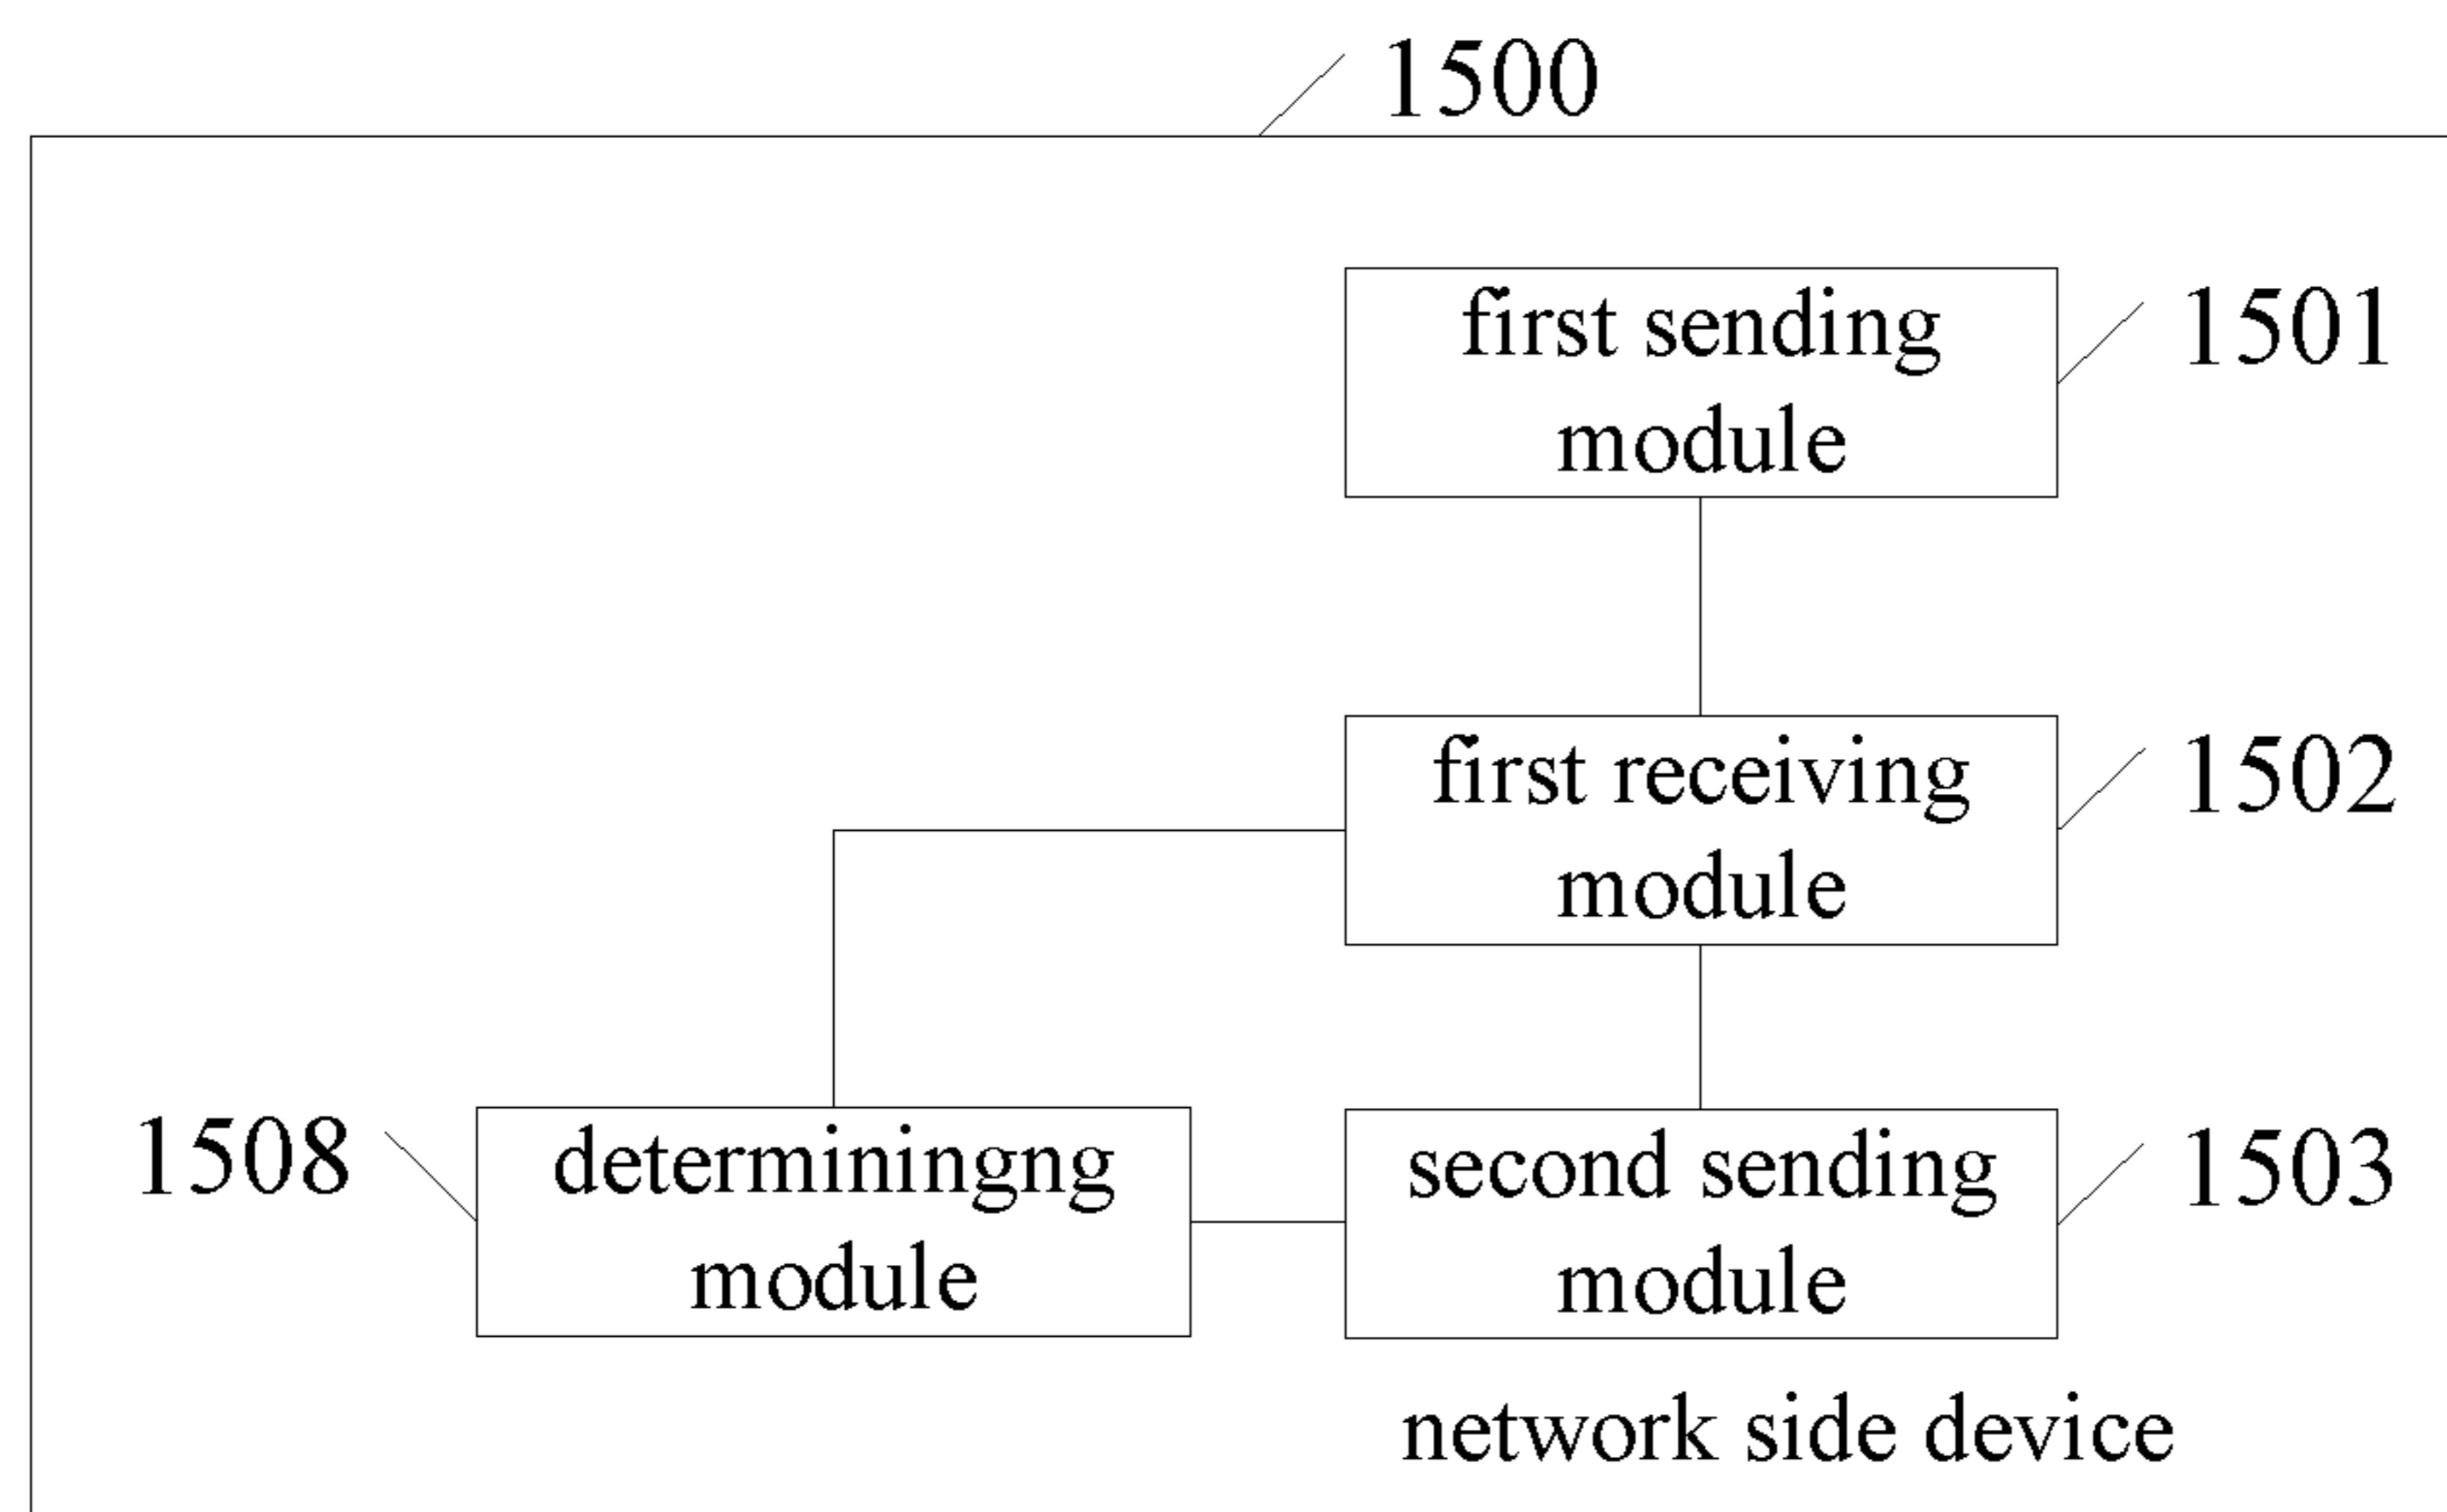 1500
first sending
module
1501
first receiving
module
1502
1508
determiningng
module
second sending
module
1503
network side device